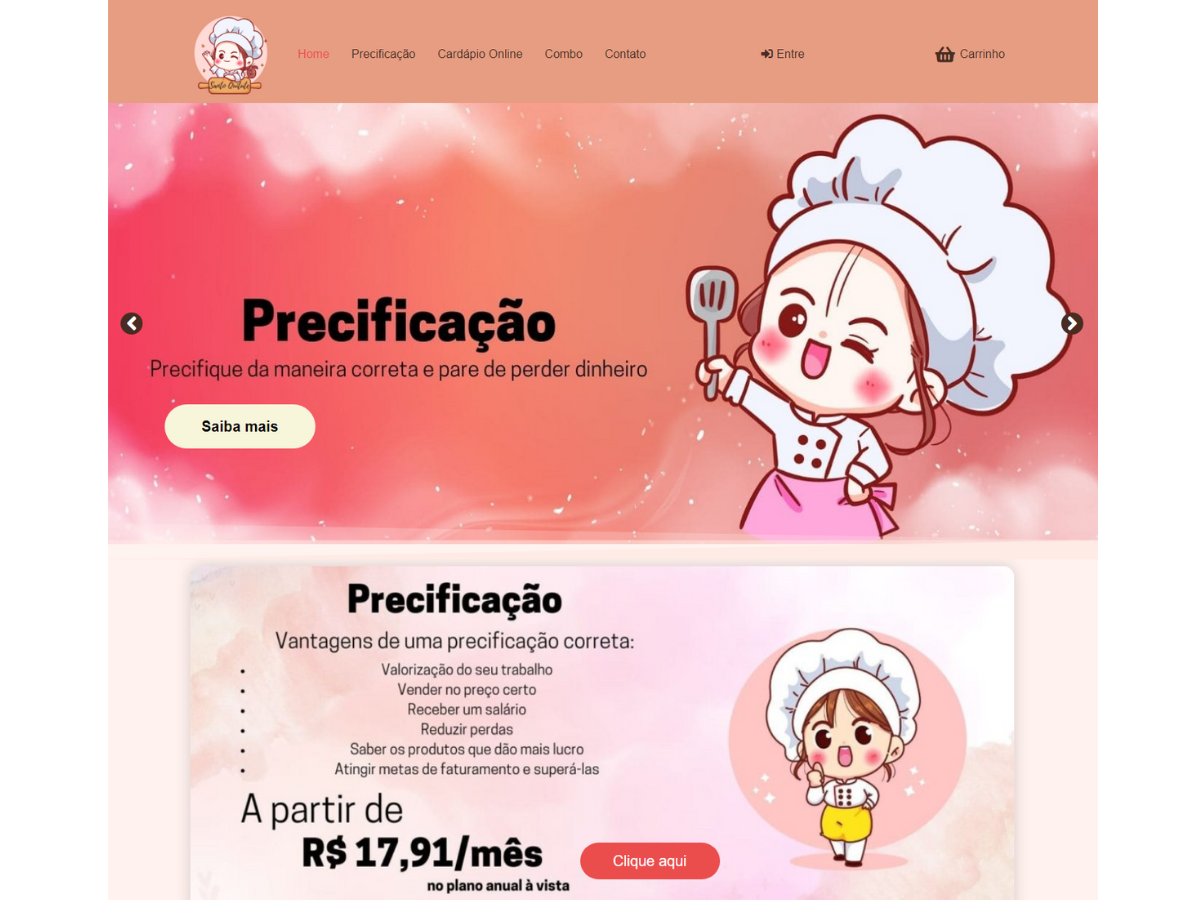 Home
Precificação
Cardápio Online
Combo
Contato
Entre
Carrinho
Precificação
Precifique da maneira correta e pare de perder dinheiro
Saiba mais
Precificação
Vantagens de uma precificação correta:
Valorização do seu trabalho
Vender no preço certo
Receber um salário
Reduzir perdas
Saber os produtos que dão mais lucro
Atingir metas de faturamento e superá-las
A partir de
R$ 17,91/mês
no plano anual à vista
Clique aqui